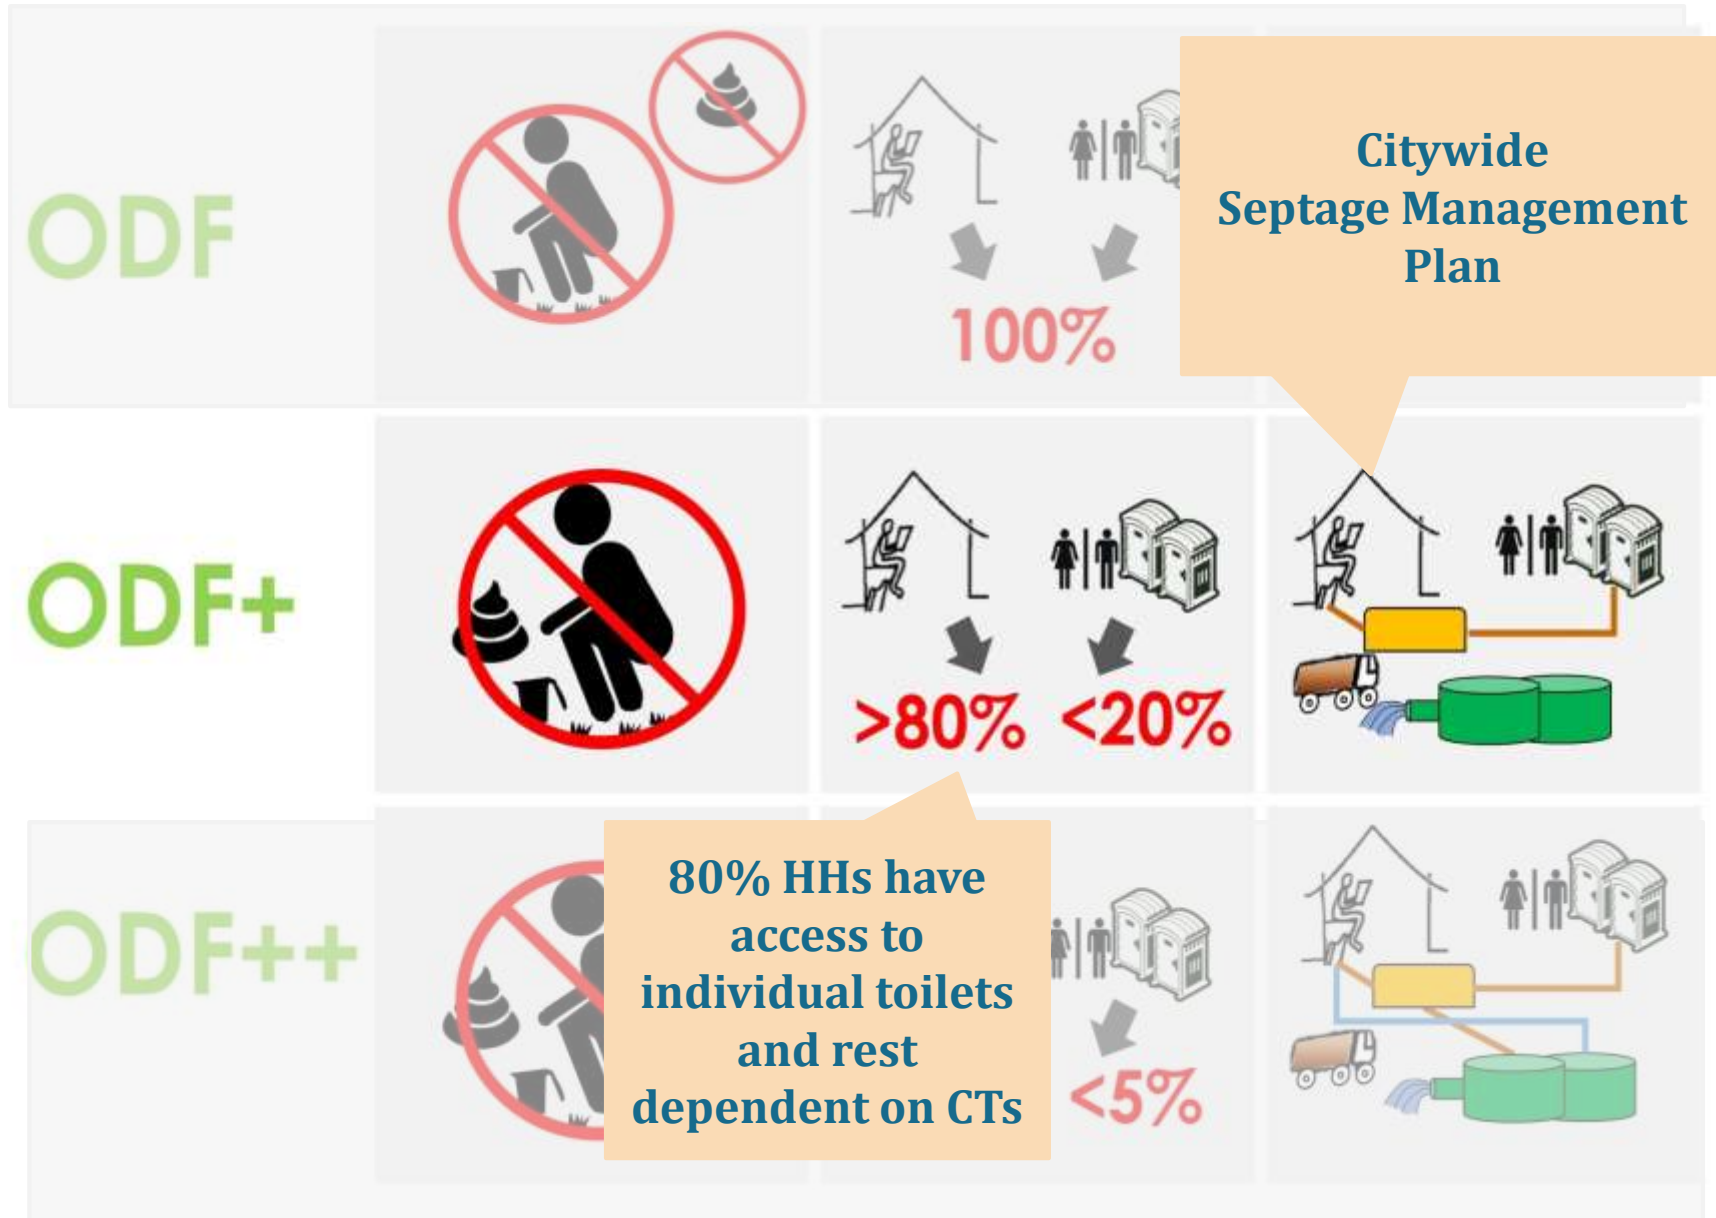 ODF
100%
Citywide
Septage Management
Plan
ODF+
>80% <20%
ODF++
80% HHs have
access to
individual toilets
and rest
dependent on CTs
<5%